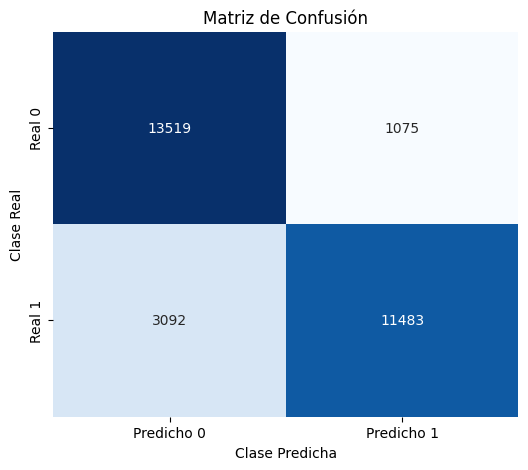 Matriz de Confusión
Clase Real
Real 0
13519 1075
Real 1
3092 11483
Predicho 0 Predicho 1
Clase Predicha